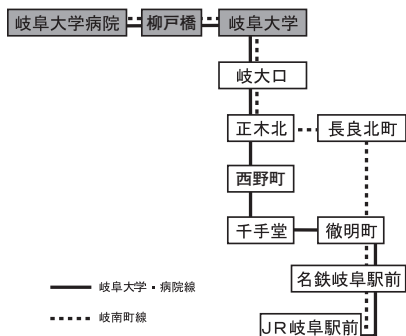 岐阜大学病院 柳戸橋 岐阜大学
岐大口
正木北 長良北町
西野町
千手堂 徹明町
名鉄岐阜駅前
JR岐阜駅前
岐阜大学・病院線
岐南町線